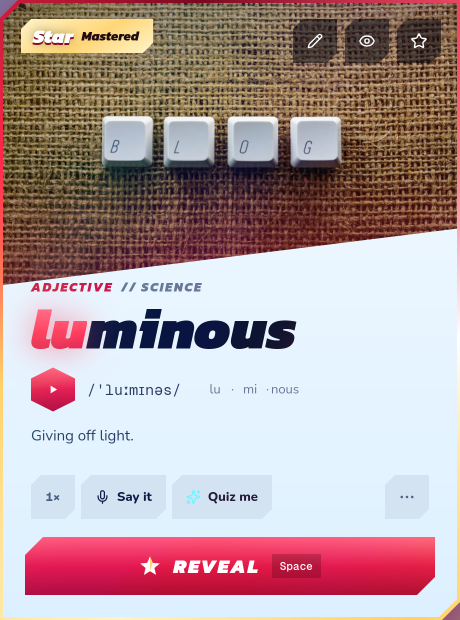 Star Mastered
B L O G
ADJECTIVE // SCIENCE
luminous
/ˈluːmɪnəs/ lu · mi · nous
Giving off light.
1× Say it Quiz me ...
REVEAL Space